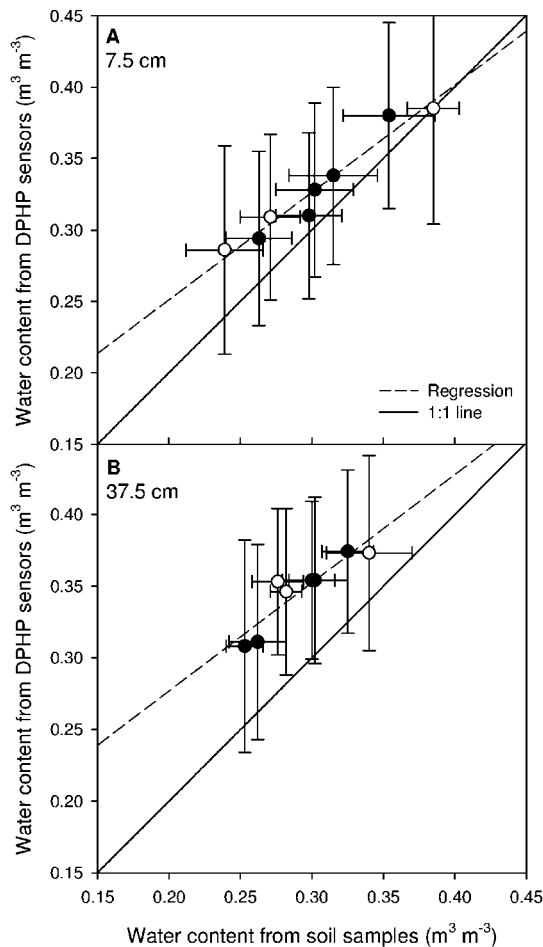 A
7.5 cm
0.45
0.40
0.35
0.30
0.25
0.20
0.15
Water content from DPHP sensors (m³ m⁻³)
Regression
1:1 line
B
37.5 cm
0.40
0.35
0.30
0.25
0.20
0.15
Water content from DPHP sensors (m³ m⁻³)
0.15 0.20 0.25 0.30 0.35 0.40 0.45
Water content from soil samples (m³ m⁻³)